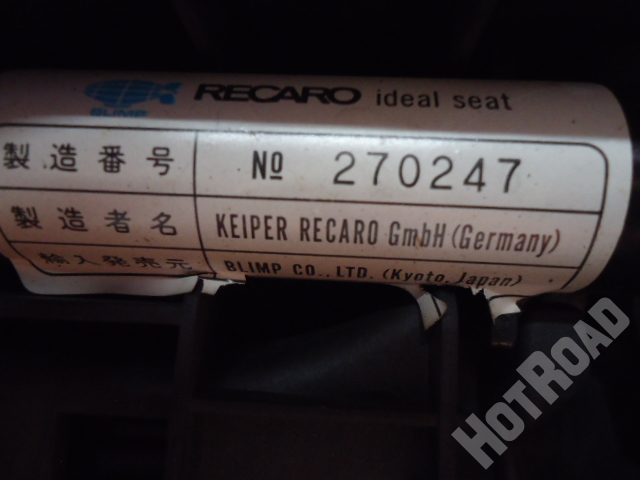 BLIMP
RECARO ideal seat
製造番号 № 270247
製造者名 KEIPER RECARO GmbH (Germany)
輸入発売元 BLIMP CO., LTD. (Kyoto, Japan)
HOTROAD